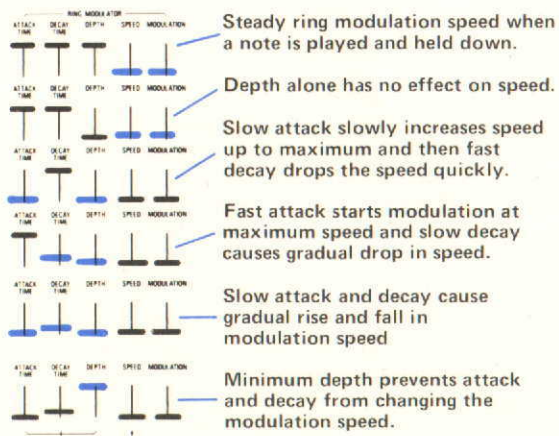 RING MODULATOR
ATTACK TIME DECAY TIME DEPTH SPEED MODULATION
Steady ring modulation speed when
a note is played and held down.
ATTACK TIME DECAY TIME DEPTH SPEED MODULATION
Depth alone has no effect on speed.
ATTACK TIME DECAY TIME DEPTH SPEED MODULATION
Slow attack slowly increases speed
up to maximum and then fast
decay drops the speed quickly.
ATTACK TIME DECAY TIME DEPTH SPEED MODULATION
Fast attack starts modulation at
maximum speed and slow decay
causes gradual drop in speed.
ATTACK TIME DECAY TIME DEPTH SPEED MODULATION
Slow attack and decay cause
gradual rise and fall in
modulation speed
ATTACK TIME DECAY TIME DEPTH SPEED MODULATION
Minimum depth prevents attack
and decay from changing the
modulation speed.